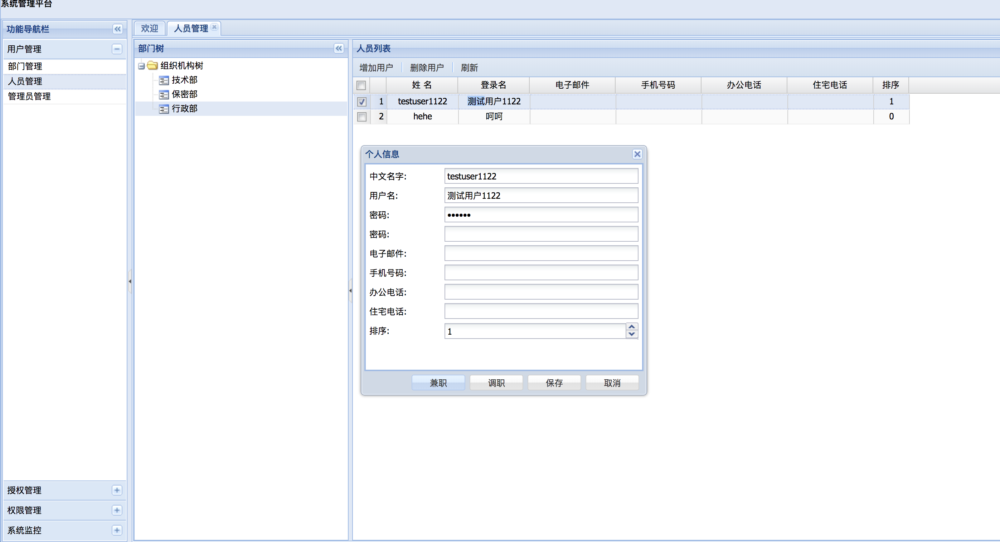 系统管理平台
功能导航栏
用户管理
部门管理
人员管理
管理员管理
授权管理
权限管理
系统监控
欢迎 人员管理
部门树
组织机构树
技术部
保密部
行政部
人员列表
增加用户 删除用户 刷新
姓 名 登录名 电子邮件 手机号码 办公电话 住宅电话 排序
1 testuser1122 测试用户1122 1
2 hehe 呵呵 0
个人信息
中文名字: testuser1122
用户名: 测试用户1122
密码: ••••••
密码:
电子邮件:
手机号码:
办公电话:
住宅电话:
排序: 1
兼职 调职 保存 取消